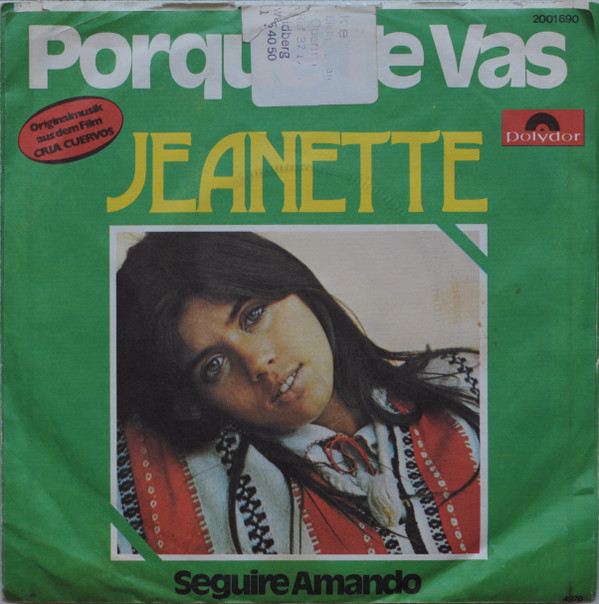 2001690
Porqu e Vas
Originalmusik
aus dem Film
CRIA CUERVOS
JEANETTE
polydor
Seguire Amando